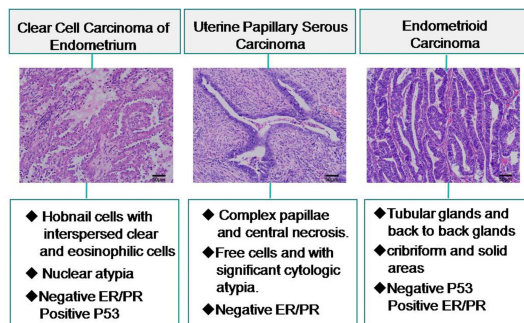 Clear Cell Carcinoma of
Endometrium
Uterine Papillary Serous
Carcinoma
Endometrioid
Carcinoma
◆ Hobnail cells with
interspersed clear
and eosinophilic cells
◆ Nuclear atypia
◆ Negative ER/PR
Positive P53
◆ Complex papillae
and central necrosis.
◆ Free cells and with
significant cytologic
atypia.
◆ Negative ER/PR
◆ Tubular glands and
back to back glands
◆ cribriform and solid
areas
◆ Negative P53
Positive ER/PR